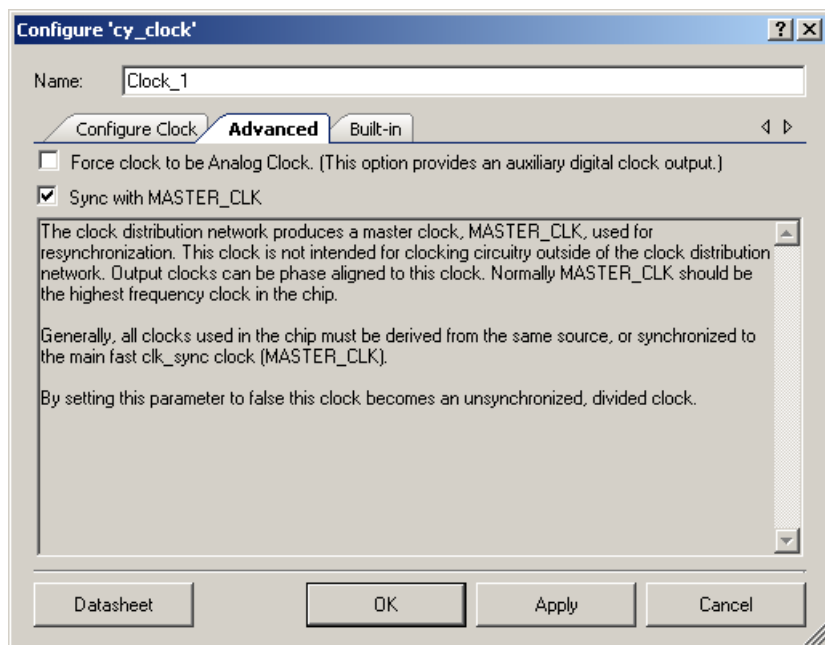 Configure 'cy_clock'
Name: Clock_1
Configure Clock Advanced Built-in
Force clock to be Analog Clock. (This option provides an auxiliary digital clock output.)
Sync with MASTER_CLK
The clock distribution network produces a master clock, MASTER_CLK, used for
resynchronization. This clock is not intended for clocking circuitry outside of the clock distribution
network. Output clocks can be phase aligned to this clock. Normally MASTER_CLK should be
the highest frequency clock in the chip.
Generally, all clocks used in the chip must be derived from the same source, or synchronized to
the main fast clk_sync clock (MASTER_CLK).
By setting this parameter to false this clock becomes an unsynchronized, divided clock.
Datasheet OK Apply Cancel